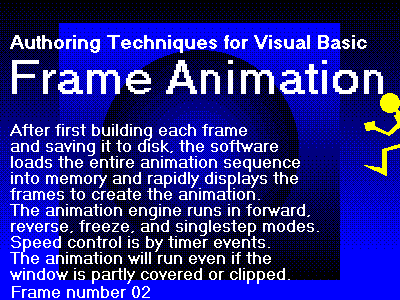 Authoring Techniques for Visual Basic
Frame Animation
After first building each frame
and saving it to disk, the software
loads the entire animation sequence
into memory and rapidly displays the
frames to create the animation.
The animation engine runs in forward,
reverse, freeze, and singlestep modes.
Speed control is by timer events.
The animation will run even if the
window is partly covered or clipped.
Frame number 02